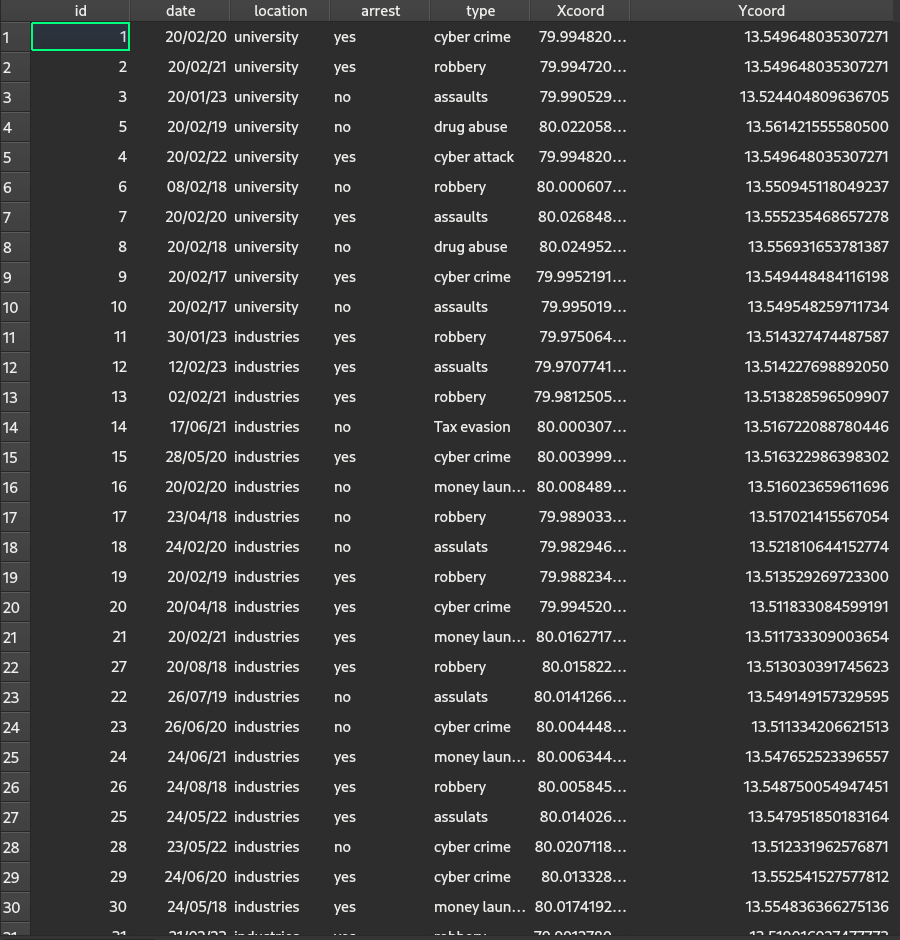 id date location arrest type Xcoord Ycoord
1 1 20/02/20 university yes cyber crime 79.994820... 13.549648035307271
2 2 20/02/21 university yes robbery 79.994720... 13.549648035307271
3 3 20/01/23 university no assaults 79.990529... 13.524404809636705
4 5 20/02/19 university no drug abuse 80.022058... 13.561421555580500
5 4 20/02/22 university yes cyber attack 79.994820... 13.549648035307271
6 6 08/02/18 university no robbery 80.000607... 13.550945118049237
7 7 20/02/20 university yes assaults 80.026848... 13.555235468657278
8 8 20/02/18 university no drug abuse 80.024952... 13.556931653781387
9 9 20/02/17 university yes cyber crime 79.9952191... 13.549448484116198
10 10 20/02/17 university no assaults 79.995019... 13.549548259711734
11 11 30/01/23 industries yes robbery 79.975064... 13.514327474487587
12 12 12/02/23 industries yes assualts 79.9707741... 13.514227698892050
13 13 02/02/21 industries yes robbery 79.9812505... 13.513828596509907
14 14 17/06/21 industries no Tax evasion 80.000307... 13.516722088780446
15 15 28/05/20 industries yes cyber crime 80.003999... 13.516322986398302
16 16 20/02/20 industries no money laun... 80.008489... 13.516023659611696
17 17 23/04/18 industries no robbery 79.989033... 13.517021415567054
18 18 24/02/20 industries no assulats 79.982946... 13.521810644152774
19 19 20/02/19 industries yes robbery 79.988234... 13.513529269723300
20 20 20/04/18 industries yes cyber crime 79.994520... 13.511833084599191
21 21 20/02/21 industries yes money laun... 80.0162717... 13.511733309003654
22 27 20/08/18 industries yes robbery 80.015822... 13.513030391745623
23 22 26/07/19 industries no assulats 80.0141266... 13.549149157329595
24 23 26/06/20 industries no cyber crime 80.004448... 13.511334206621513
25 24 24/06/21 industries yes money laun... 80.006344... 13.547652523396557
26 26 24/08/18 industries yes robbery 80.005845... 13.548750054947451
27 25 24/05/22 industries yes assulats 80.014026... 13.547951850183164
28 28 23/05/22 industries no cyber crime 80.0207118... 13.512331962576871
29 29 24/06/20 industries yes cyber crime 80.013328... 13.552541527577812
30 30 24/05/18 industries yes money laun... 80.0174192... 13.554836366275136